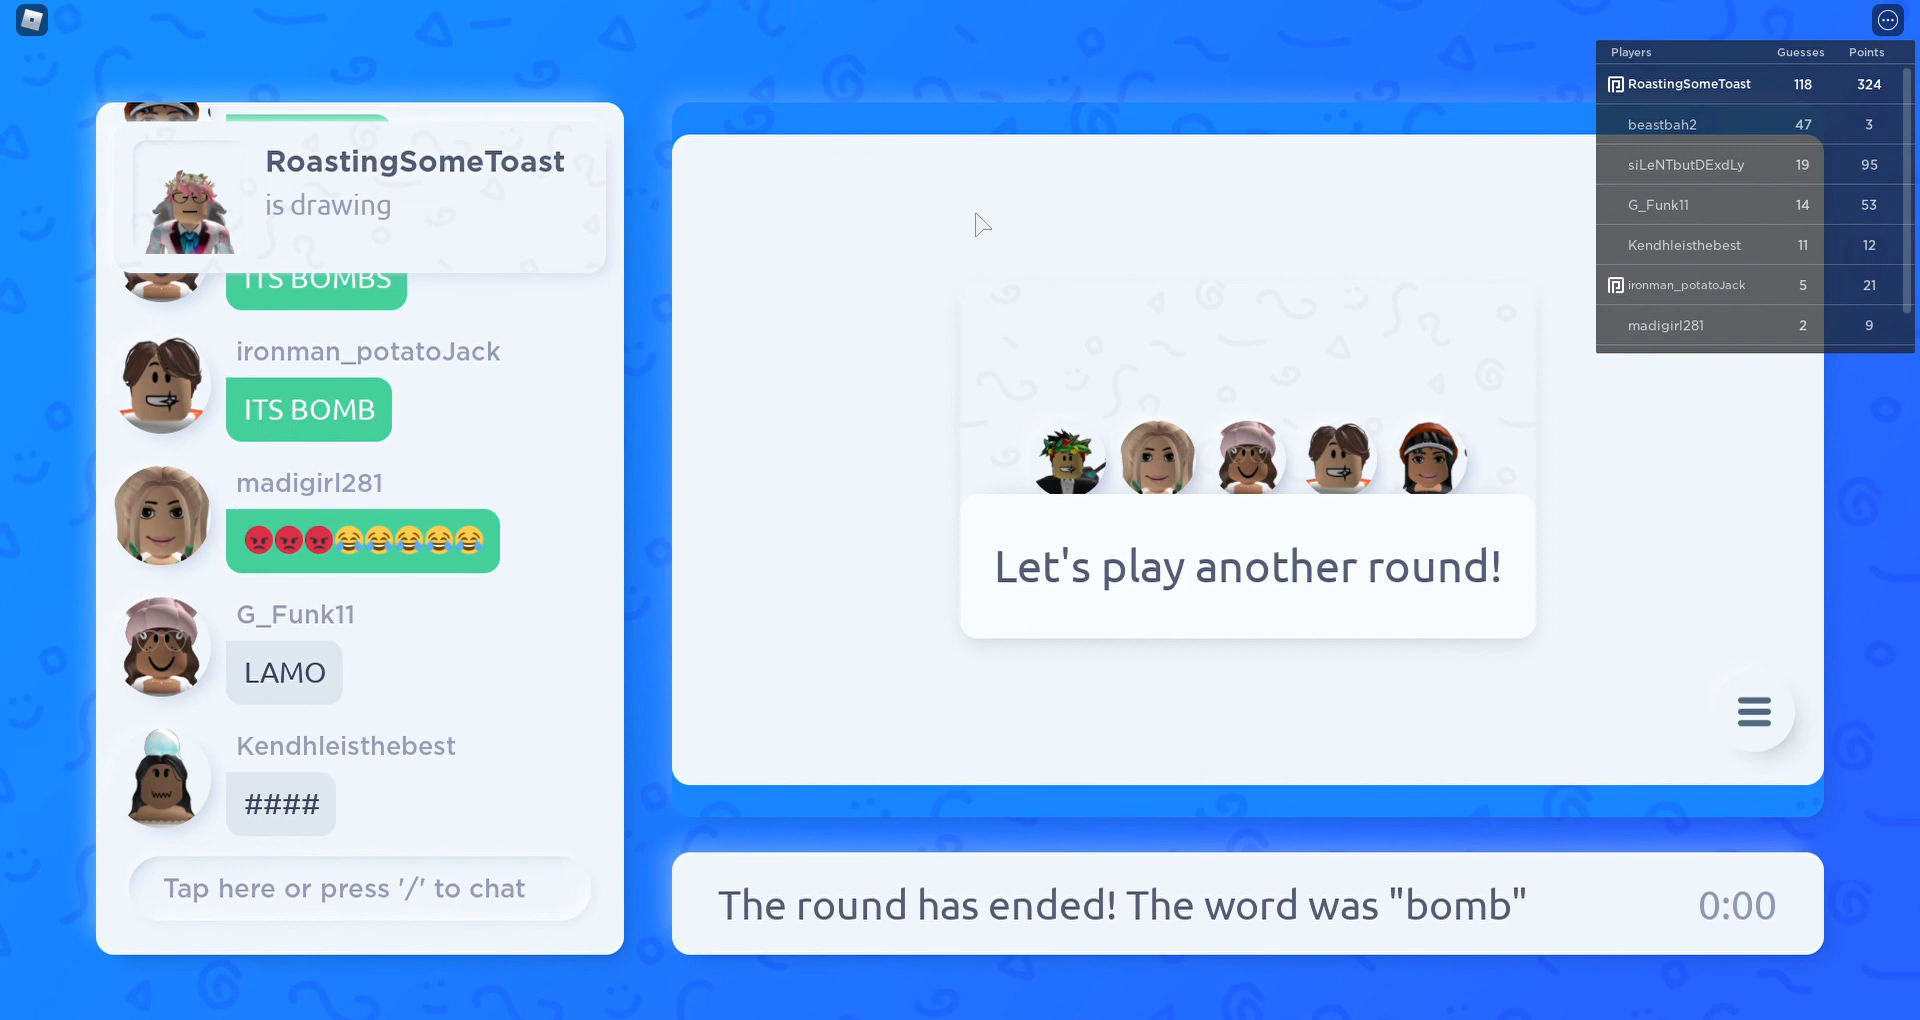 Players Guesses Points
RoastingSomeToast 118 324
beastbah2 47 3
siLeNTbutDExdLy 19 95
G_Funk11 14 53
Kendhleisthebest 11 12
ironman_potatoJack 5 21
madigirl281 2 9
RoastingSomeToast
is drawing
ITS BOMBS
ironman_potatoJack
ITS BOMB
madigirl281
😡😡😡😂😂😂😂😂
G_Funk11
LAMO
Kendhleisthebest
####
Tap here or press '/' to chat
Let's play another round!
The round has ended! The word was "bomb" 0:00